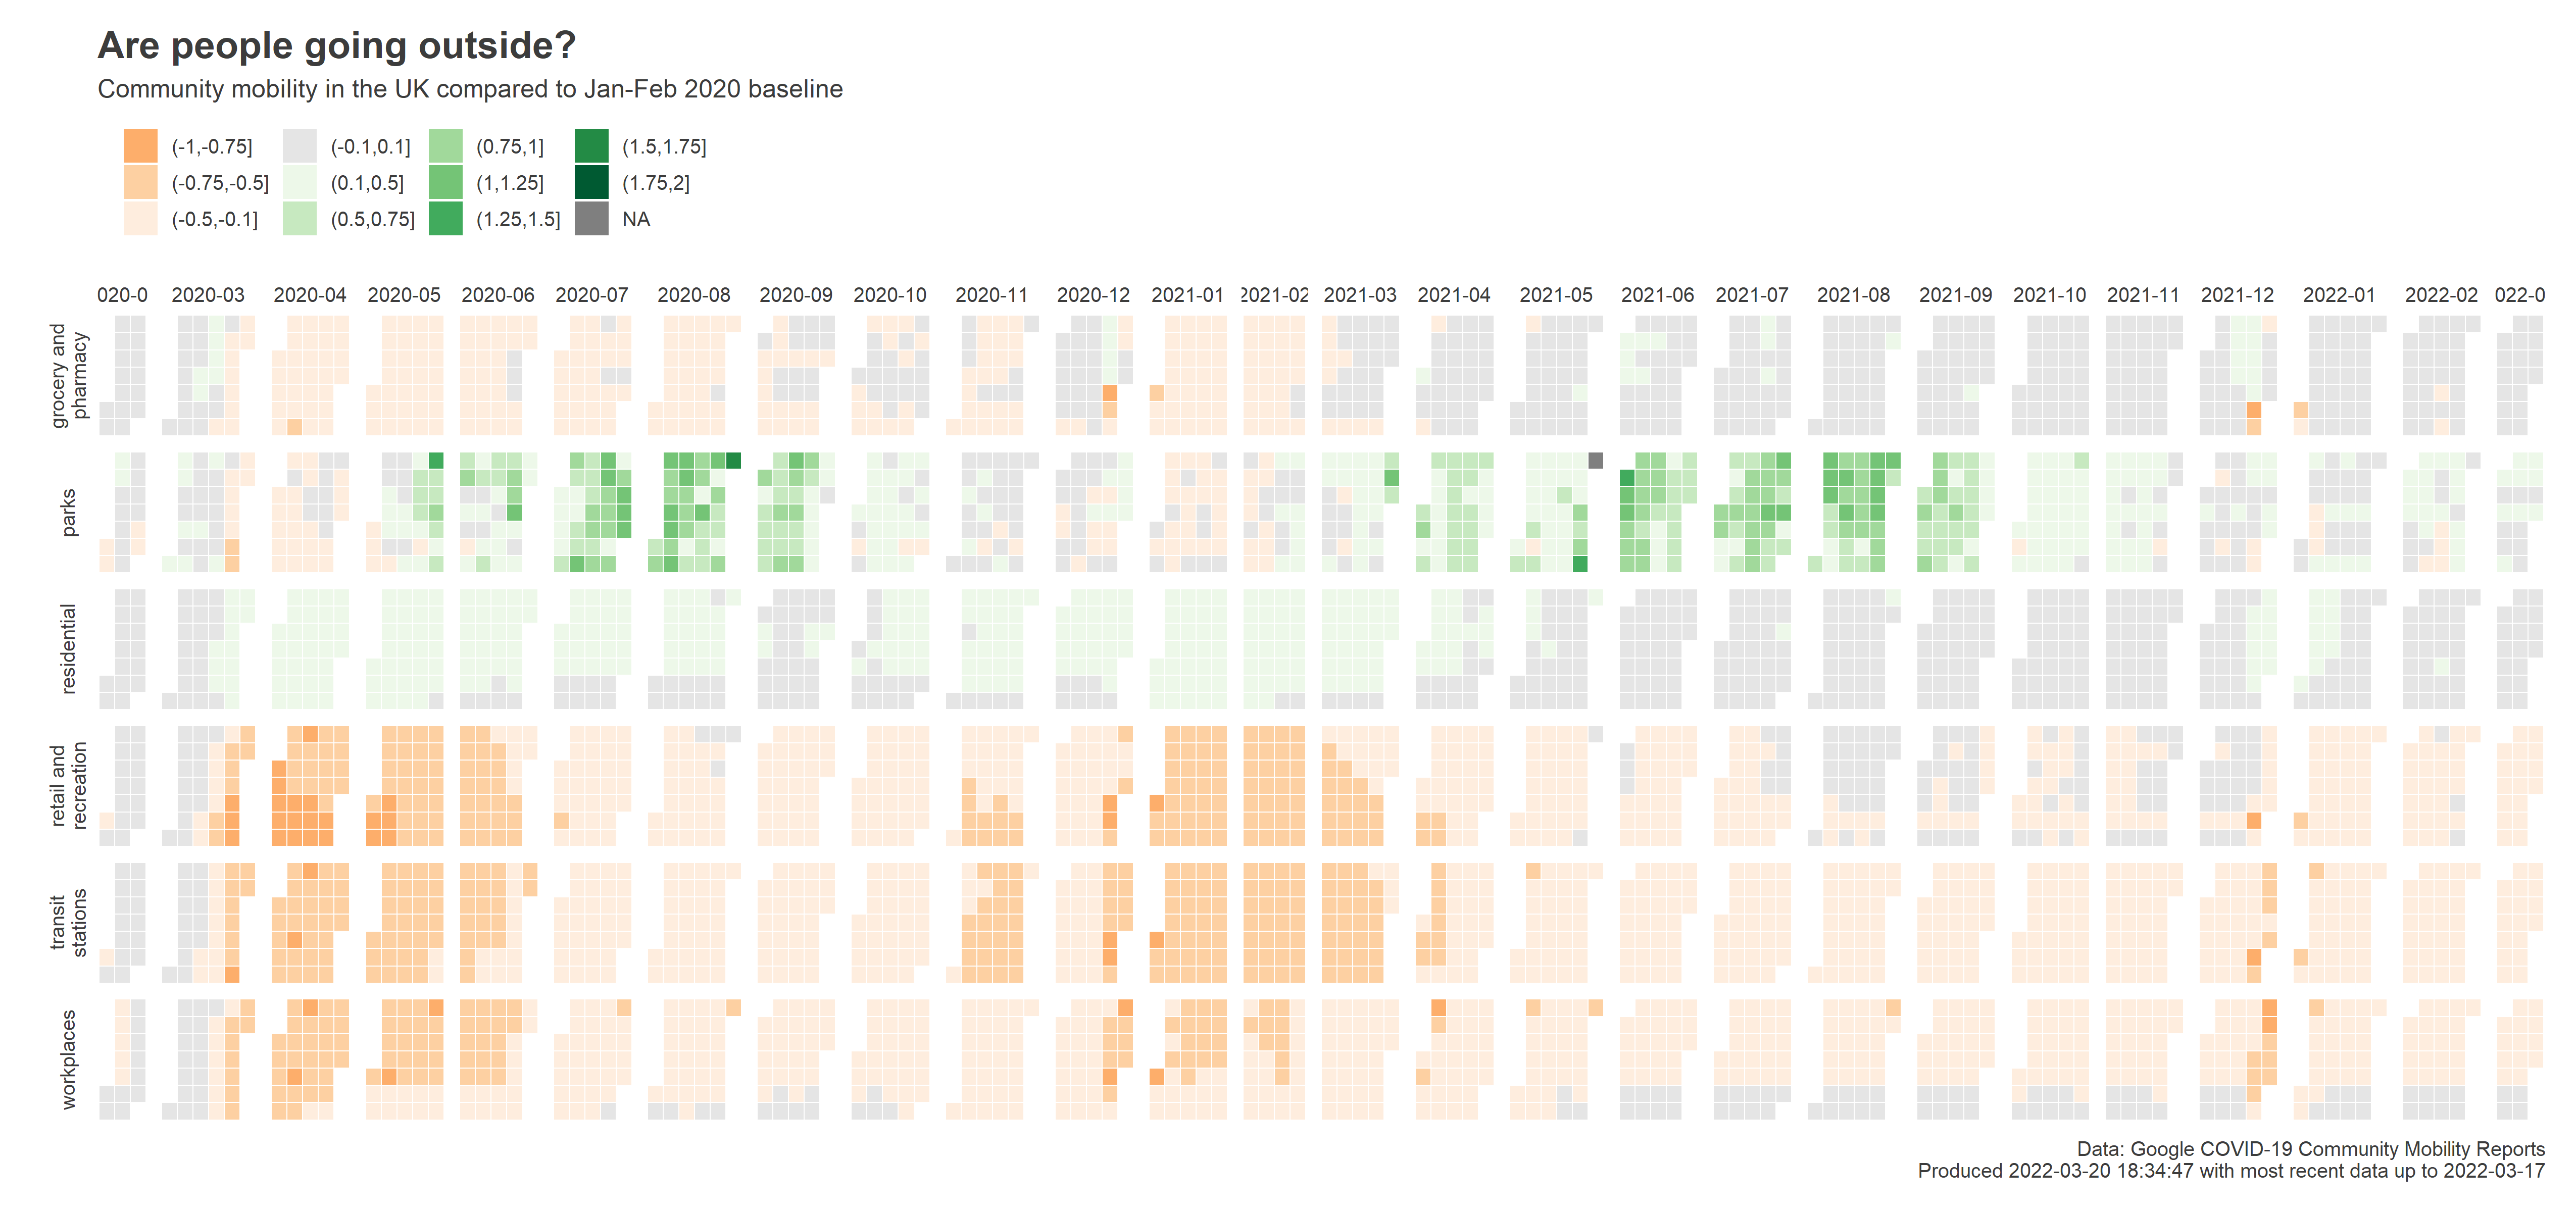 Are people going outside?
Community mobility in the UK compared to Jan-Feb 2020 baseline
(-1,-0.75] (-0.1,0.1] (0.75,1] (1.5,1.75]
(-0.75,-0.5] (0.1,0.5] (1,1.25] (1.75,2]
(-0.5,-0.1] (0.5,0.75] (1.25,1.5] NA
020-0 2020-03 2020-04 2020-05 2020-06 2020-07 2020-08 2020-09 2020-10 2020-11 2020-12 2021-01 2021-02 2021-03 2021-04 2021-05 2021-06 2021-07 2021-08 2021-09 2021-10 2021-11 2021-12 2022-01 2022-02 022-0
grocery and
pharmacy
parks
residential
retail and
recreation
transit
stations
workplaces
Data: Google COVID-19 Community Mobility Reports
Produced 2022-03-20 18:34:47 with most recent data up to 2022-03-17